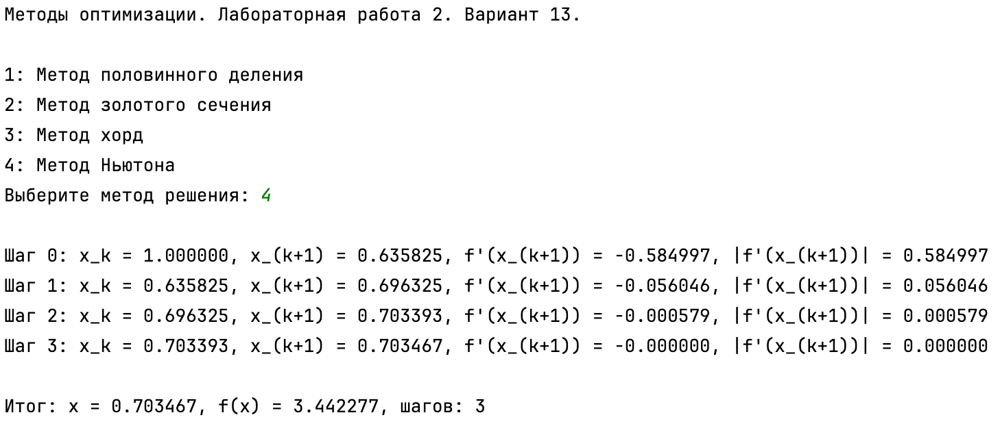 Методы оптимизации. Лабораторная работа 2. Вариант 13.
1: Метод половинного деления
2: Метод золотого сечения
3: Метод хорд
4: Метод Ньютона
Выберите метод решения: 4
Шаг 0: x_k = 1.000000, x_(k+1) = 0.635825, f'(x_(k+1)) = -0.584997, |f'(x_(k+1))| = 0.584997
Шаг 1: x_k = 0.635825, x_(k+1) = 0.696325, f'(x_(k+1)) = -0.056046, |f'(x_(k+1))| = 0.056046
Шаг 2: x_k = 0.696325, x_(k+1) = 0.703393, f'(x_(k+1)) = -0.000579, |f'(x_(k+1))| = 0.000579
Шаг 3: x_k = 0.703393, x_(k+1) = 0.703467, f'(x_(k+1)) = -0.000000, |f'(x_(k+1))| = 0.000000
Итог: x = 0.703467, f(x) = 3.442277, шагов: 3